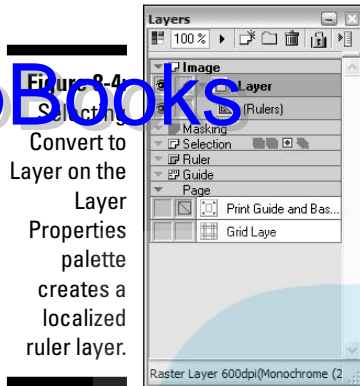 Figure 8-4:
Selecting
Convert to
Layer on the
Layer
Properties
palette
creates a
localized
ruler layer.
Books
Layers
100 %
Image
Layer
(Rulers)
Masking
Selection
Ruler
Guide
Page
Print Guide and Bas...
Grid Laye
Raster Layer 600dpi(Monochrome (2